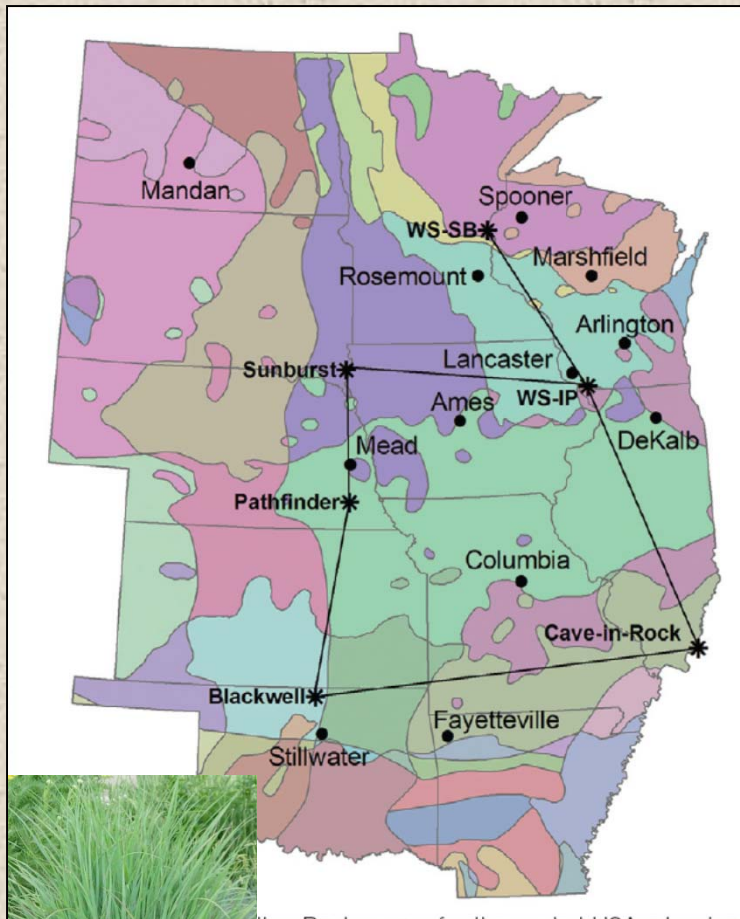 Mandan
Spooner
WS-SB
Marshfield
Rosemount
Arlington
Lancaster
Sunburst
WS-IP
Ames
DeKalb
Mead
Pathfinder
Columbia
Cave-in-Rock
Blackwell
Fayetteville
Stillwater